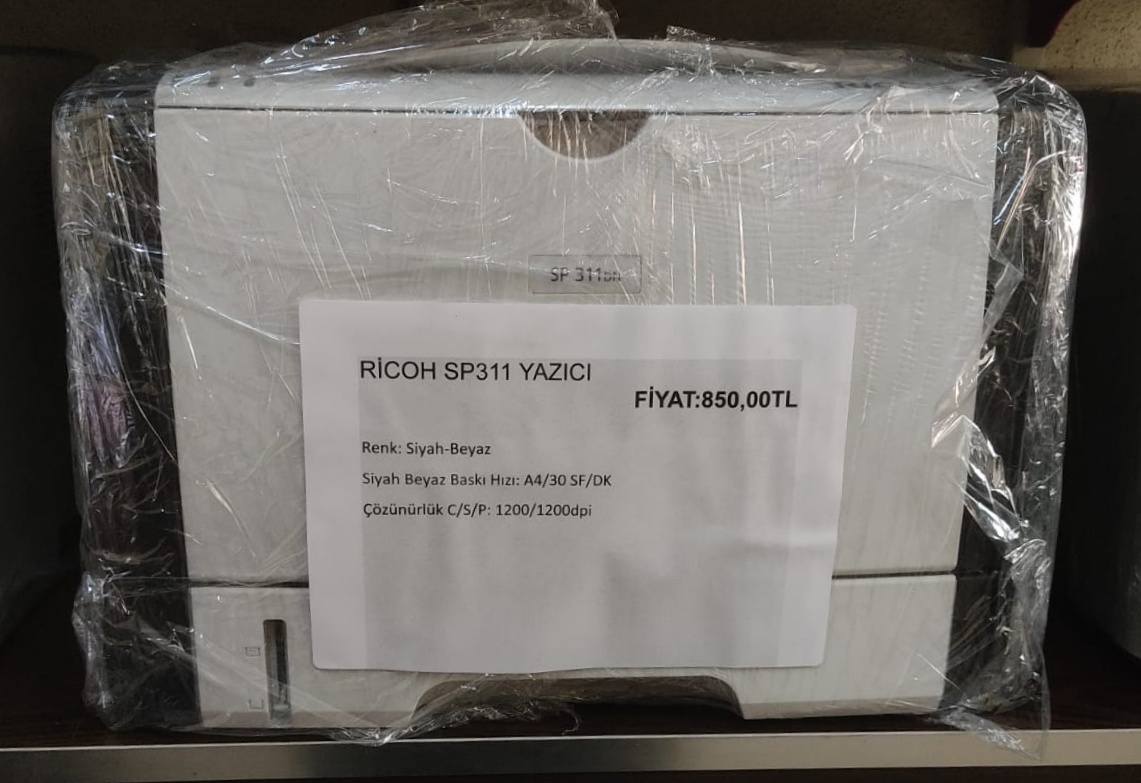 SP 311DN
RİCOH SP311 YAZICI
FİYAT:850,00TL
Renk: Siyah-Beyaz
Siyah Beyaz Baskı Hızı: A4/30 SF/DK
Çözünürlük C/S/P: 1200/1200dpi